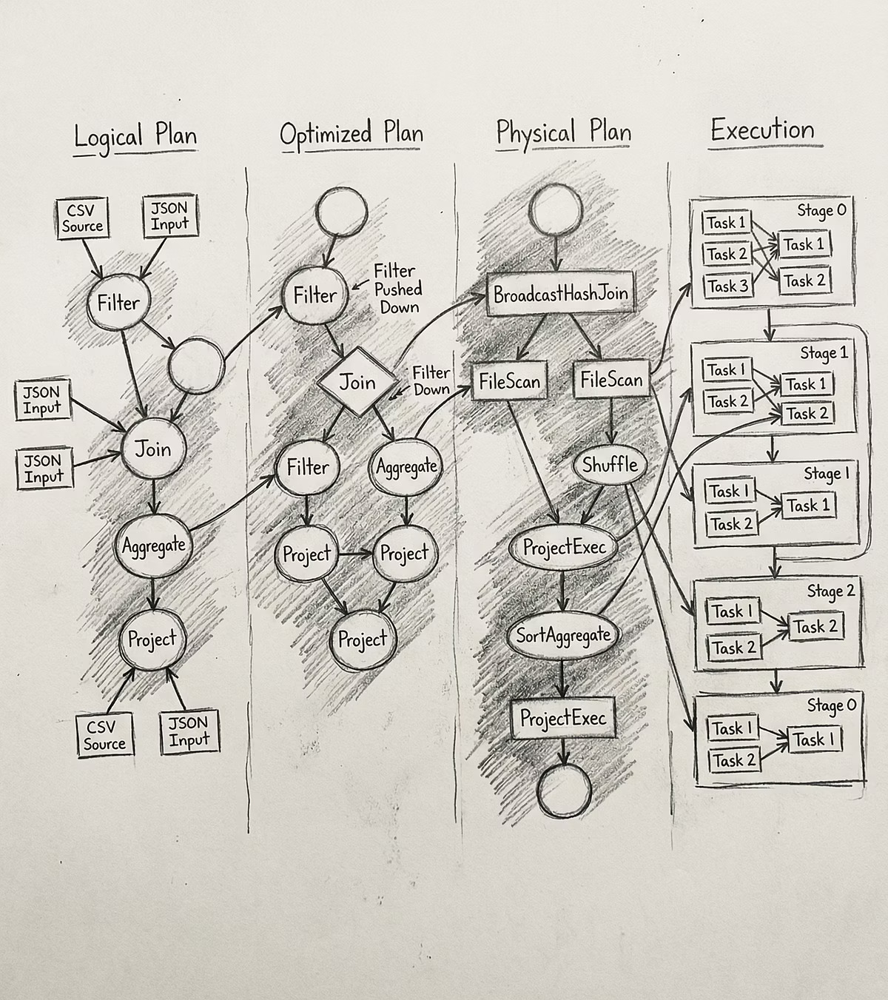 Logical Plan
CSV
Source
JSON
Input
Filter
JSON
Input
JSON
Input
Join
Aggregate
Project
CSV
Source
JSON
Input
Optimized Plan
Filter
Filter
Pushed
Down
Join
Filter
Down
Filter
Aggregate
Project
Project
Project
Physical Plan
BroadcastHashJoin
FileScan
FileScan
Shuffle
ProjectExec
SortAggregate
ProjectExec
Execution
Stage 0
Task 1
Task 2
Task 3
Task 1
Task 2
Stage 1
Task 1
Task 2
Task 1
Task 2
Stage 1
Task 1
Task 2
Task 1
Stage 2
Task 1
Task 2
Task 2
Stage 0
Task 1
Task 2
Task 1